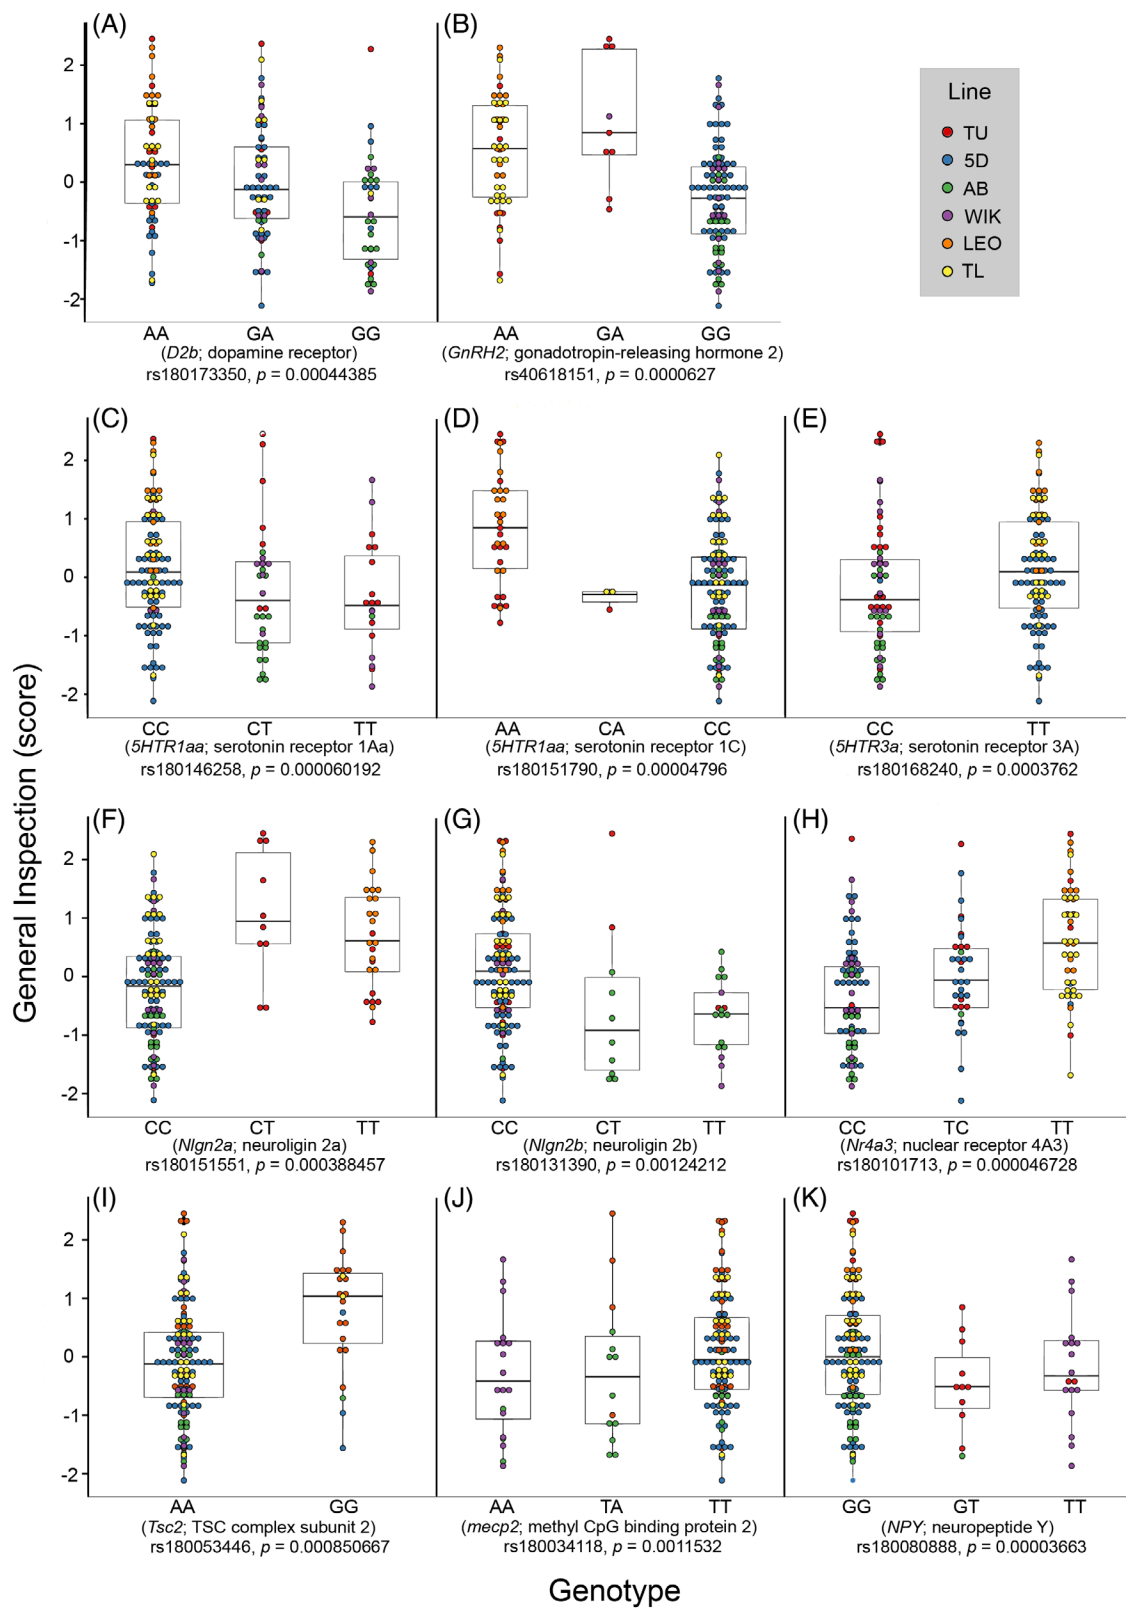 (A)
(B)
2
1
0
-1
-2
Line
TU
5D
AB
WIK
LEO
TL
AA GA GG
(D2b; dopamine receptor)
rs180173350, p = 0.00044385
AA GA GG
(GnRH2; gonadotropin-releasing hormone 2)
rs40618151, p = 0.0000627
(C)
(D)
(E)
2
1
0
-1
-2
CC CT TT
(5HTR1aa; serotonin receptor 1Aa)
rs180146258, p = 0.000060192
AA CA CC
(5HTR1aa; serotonin receptor 1C)
rs180151790, p = 0.00004796
CC TT
(5HTR3a; serotonin receptor 3A)
rs180168240, p = 0.0003762
General Inspection (score)
(F)
(G)
(H)
2
1
0
-1
-2
CC CT TT
(Nlgn2a; neuroligin 2a)
rs180151551, p = 0.000388457
CC CT TT
(Nlgn2b; neuroligin 2b)
rs180131390, p = 0.00124212
CC TC TT
(Nr4a3; nuclear receptor 4A3)
rs180101713, p = 0.000046728
(I)
(J)
(K)
2
1
0
-1
-2
AA GG
(Tsc2; TSC complex subunit 2)
rs180053446, p = 0.000850667
AA TA TT
(mecp2; methyl CpG binding protein 2)
rs180034118, p = 0.0011532
GG GT TT
(NPY; neuropeptide Y)
rs180080888, p = 0.00003663
Genotype